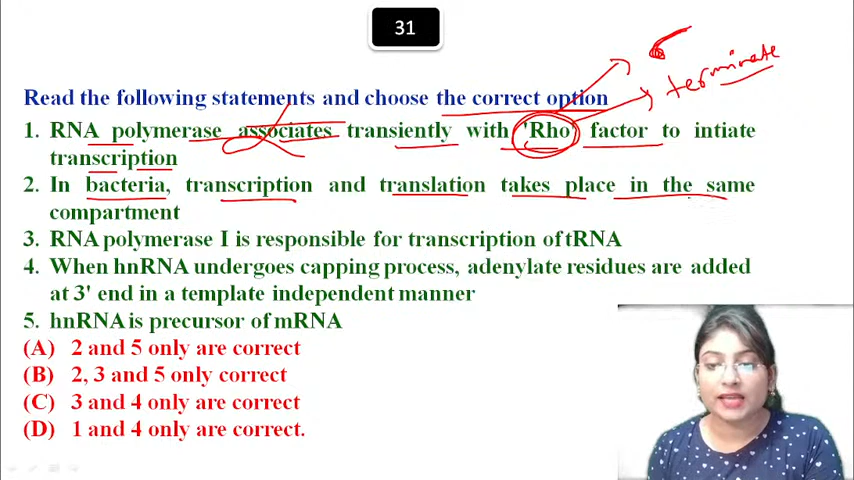 31
σ
terminate
Read the following statements and choose the correct option
1. RNA polymerase associates transiently with 'Rho' factor to intiate
transcription
2. In bacteria, transcription and translation takes place in the same
compartment
3. RNA polymerase I is responsible for transcription of tRNA
4. When hnRNA undergoes capping process, adenylate residues are added
at 3' end in a template independent manner
5. hnRNA is precursor of mRNA
(A) 2 and 5 only are correct
(B) 2, 3 and 5 only correct
(C) 3 and 4 only are correct
(D) 1 and 4 only are correct.